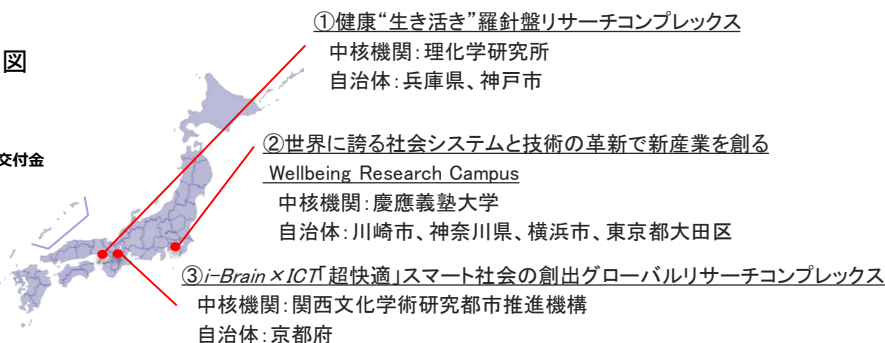 ①健康“生き活き”羅針盤リサーチコンプレックス
中核機関：理化学研究所
自治体：兵庫県、神戸市
図
交付金
②世界に誇る社会システムと技術の革新で新産業を創る
Wellbeing Research Campus
中核機関：慶應義塾大学
自治体：川崎市、神奈川県、横浜市、東京都大田区
③i-Brain×ICT「超快適」スマート社会の創出グローバルリサーチコンプレックス
中核機関：関西文化学術研究都市推進機構
自治体：京都府